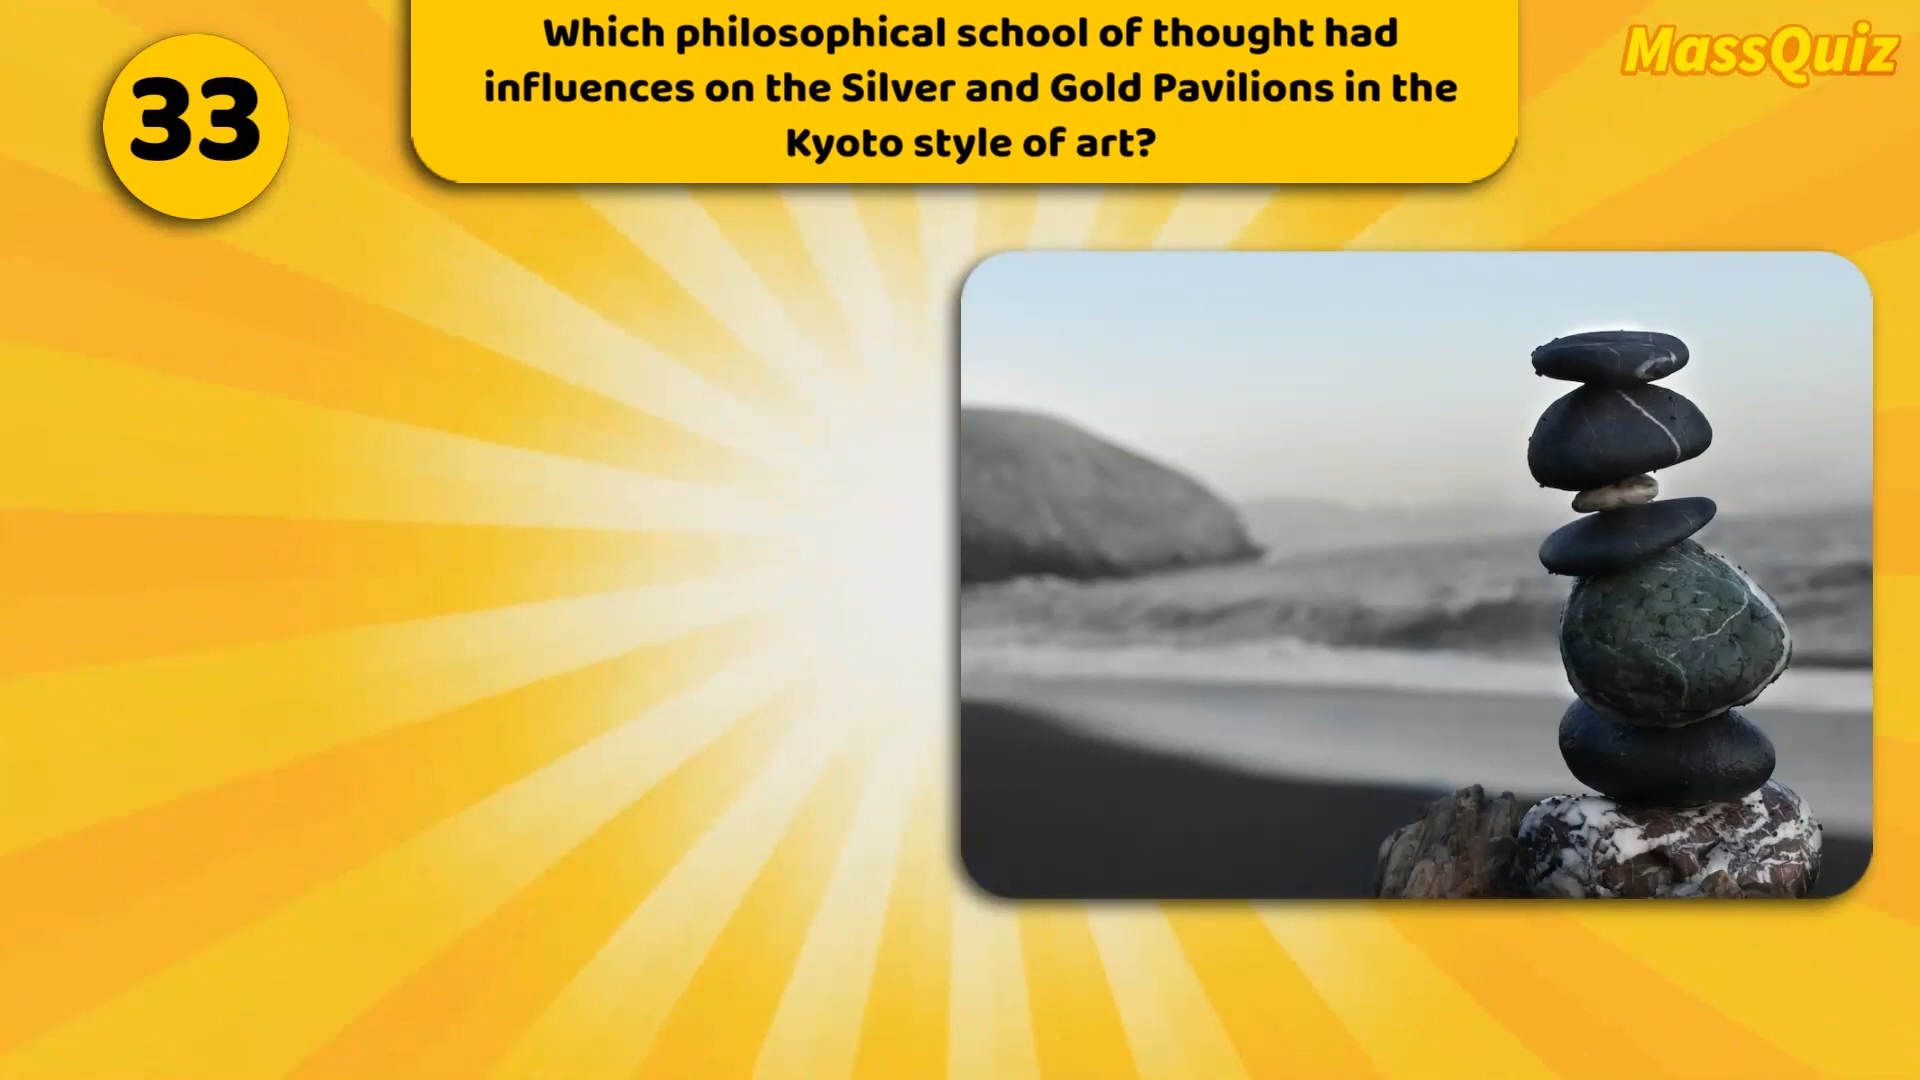 33
Which philosophical school of thought had
influences on the Silver and Gold Pavilions in the
Kyoto style of art?
MassQuiz